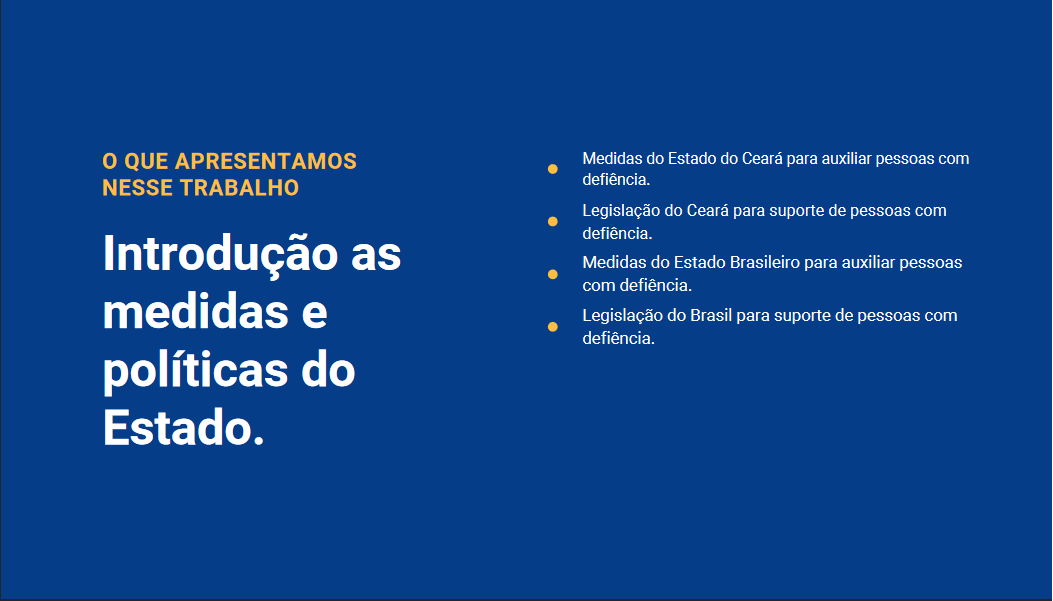 O QUE APRESENTAMOS
NESSE TRABALHO
Introdução as
medidas e
políticas do
Estado.
Medidas do Estado do Ceará para auxiliar pessoas com
defiência.
Legislação do Ceará para suporte de pessoas com
defiência.
Medidas do Estado Brasileiro para auxiliar pessoas
com defiência.
Legislação do Brasil para suporte de pessoas com
defiência.